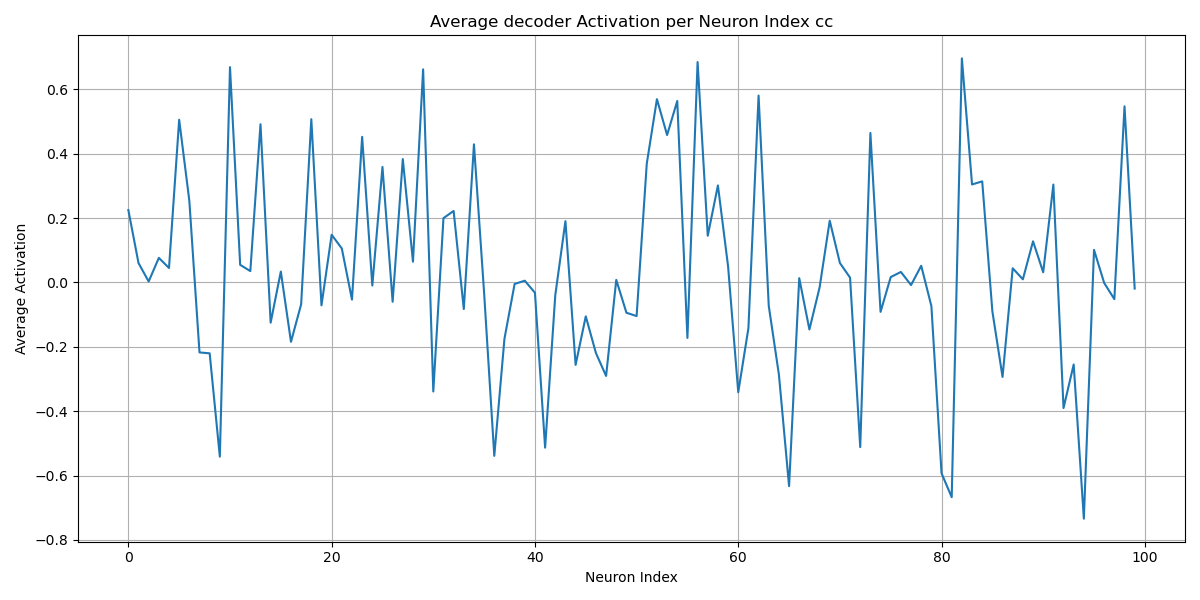 Average decoder Activation per Neuron Index cc
0.6
0.4
0.2
0.0
−0.2
−0.4
−0.6
−0.8
Average Activation
0 20 40 60 80 100
Neuron Index